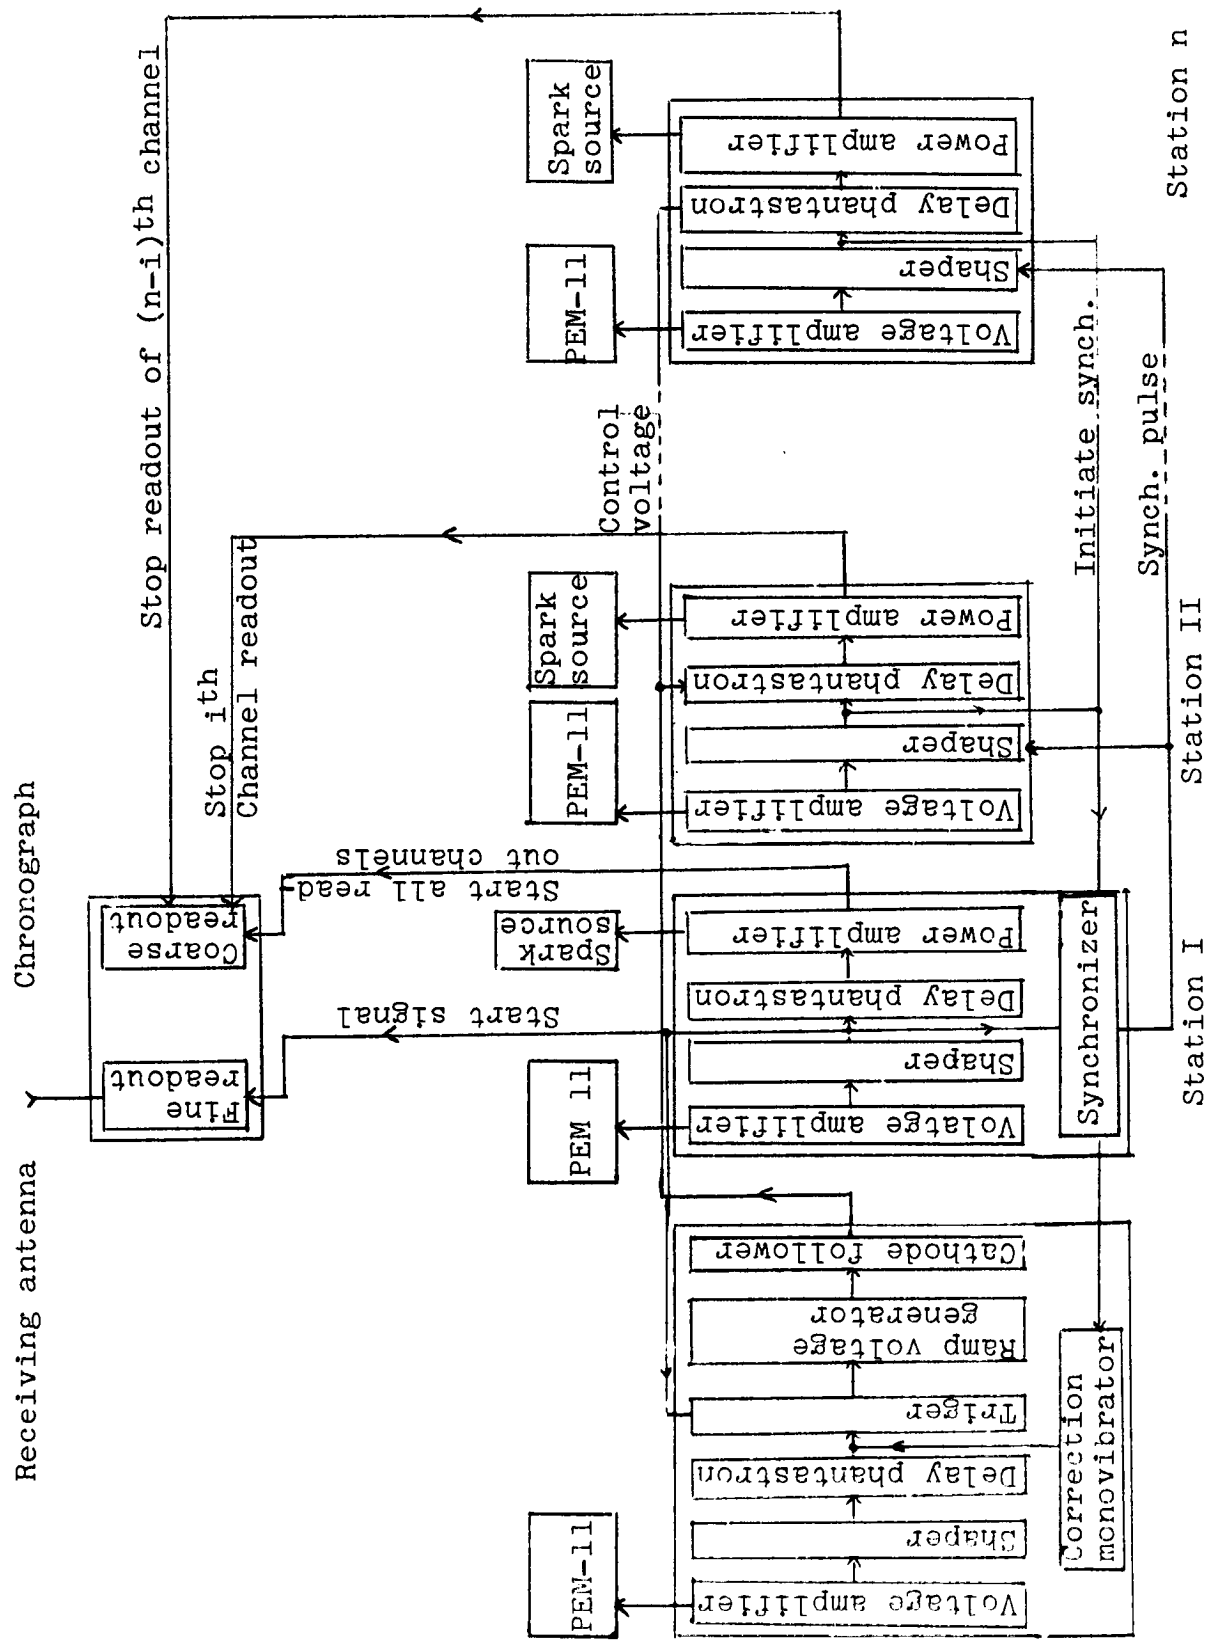 Receiving antenna
Chronograph
Fine
readout
Coarse
readout
Stop ith
Channel readout
Stop readout of (n-i)th channel
Start signal
Start all read-
out channels
PEM-11
PEM 11
Spark
source
PEM-11
Spark
source
PEM-11
Spark
source
Control
voltage
Voltage amplifier
Shaper
Delay phantastron
Triger
Ramp voltage
generator
Cathode follower
Correction
monovibrator
Volatge amplifier
Shaper
Delay phantastron
Power amplifier
Synchronizer
Voltage amplifier
Shaper
Delay phantastron
Power amplifier
Voltage amplifier
Shaper
Delay phantastron
Power amplifier
Initiate synch.
Synch. pulse
Station I
Station II
Station n